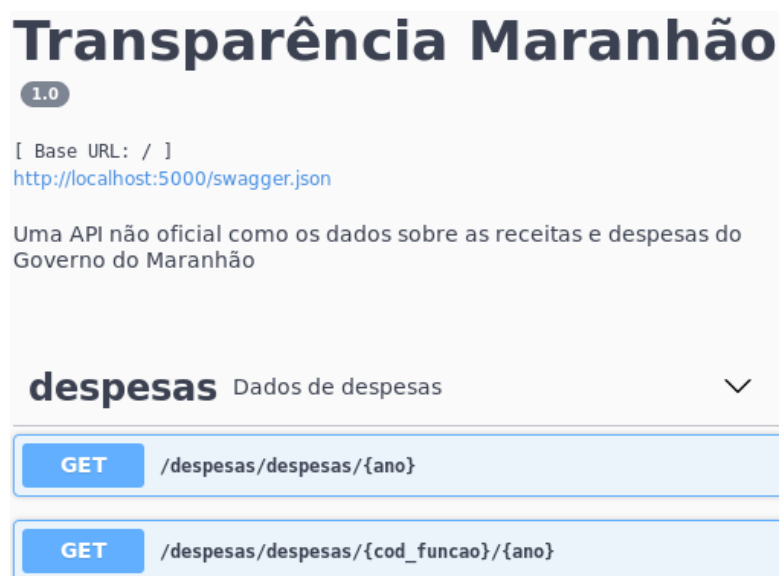 Transparência Maranhão
1.0
[ Base URL: / ]
http://localhost:5000/swagger.json
Uma API não oficial como os dados sobre as receitas e despesas do
Governo do Maranhão
despesas Dados de despesas
GET /despesas/despesas/{ano}
GET /despesas/despesas/{cod_funcao}/{ano}